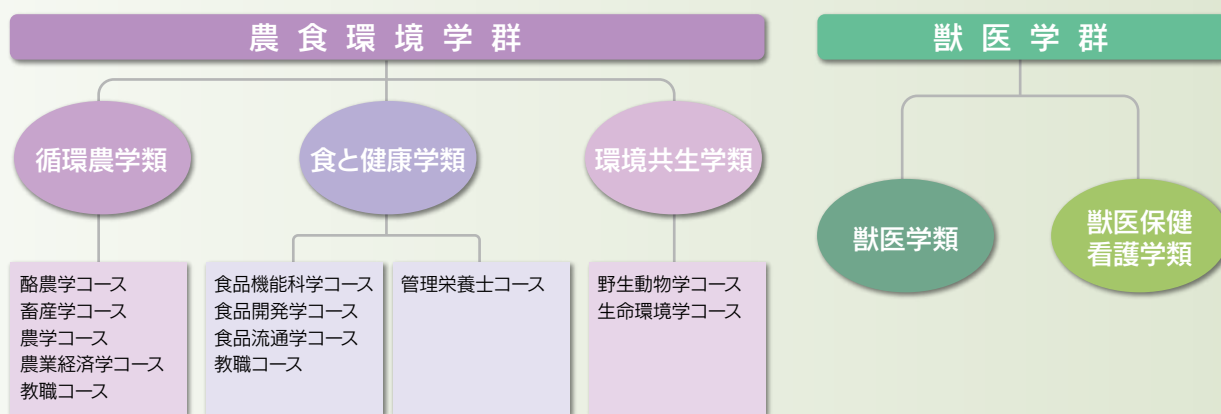 農食環境学群
獣医学群
循環農学類
食と健康学類
環境共生学類
獣医学類
獣医保健
看護学類
酪農学コース
畜産学コース
農学コース
農業経済学コース
教職コース
食品機能科学コース
食品開発学コース
食品流通学コース
教職コース
管理栄養士コース
野生動物学コース
生命環境学コース